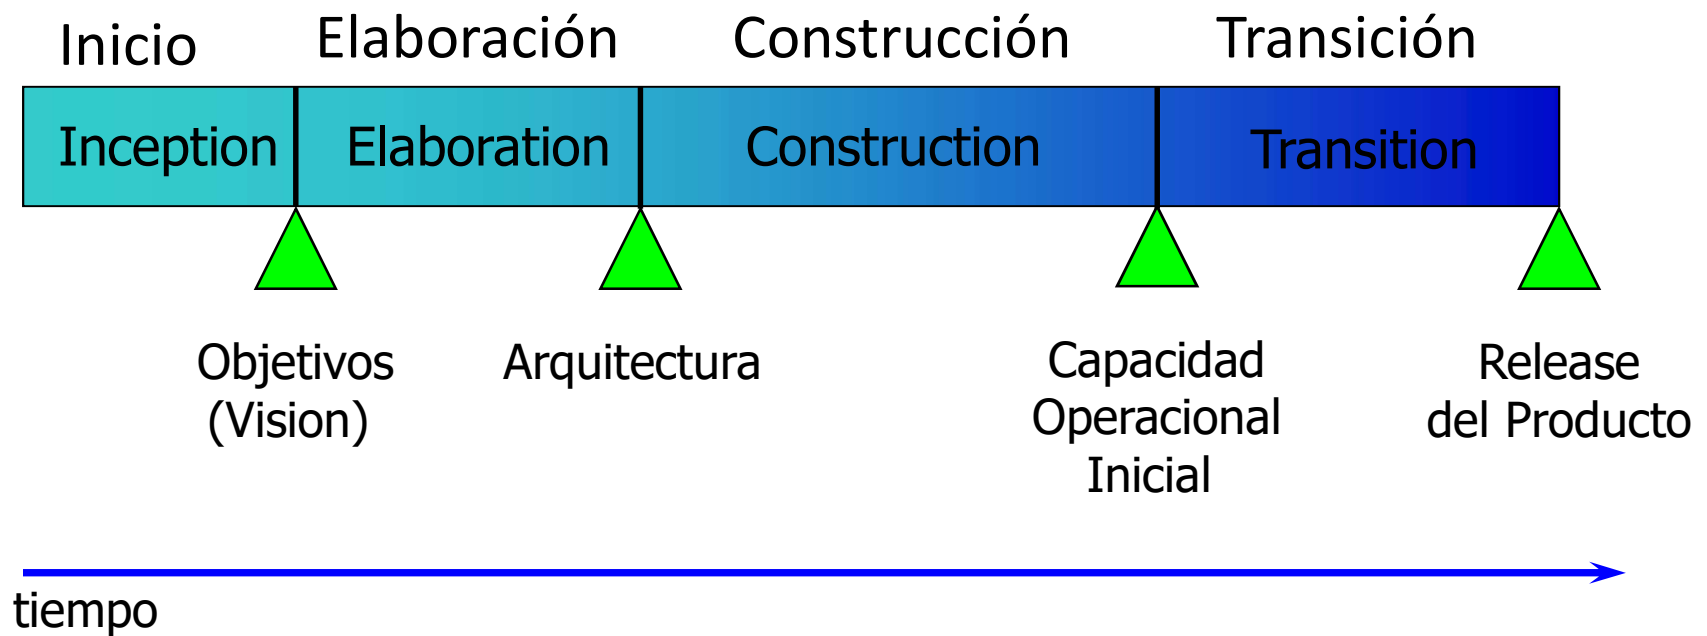 Inicio
Elaboración
Construcción
Transición
Inception
Elaboration
Construction
Transition
Objetivos
(Vision)
Arquitectura
Capacidad
Operacional
Inicial
Release
del Producto
tiempo